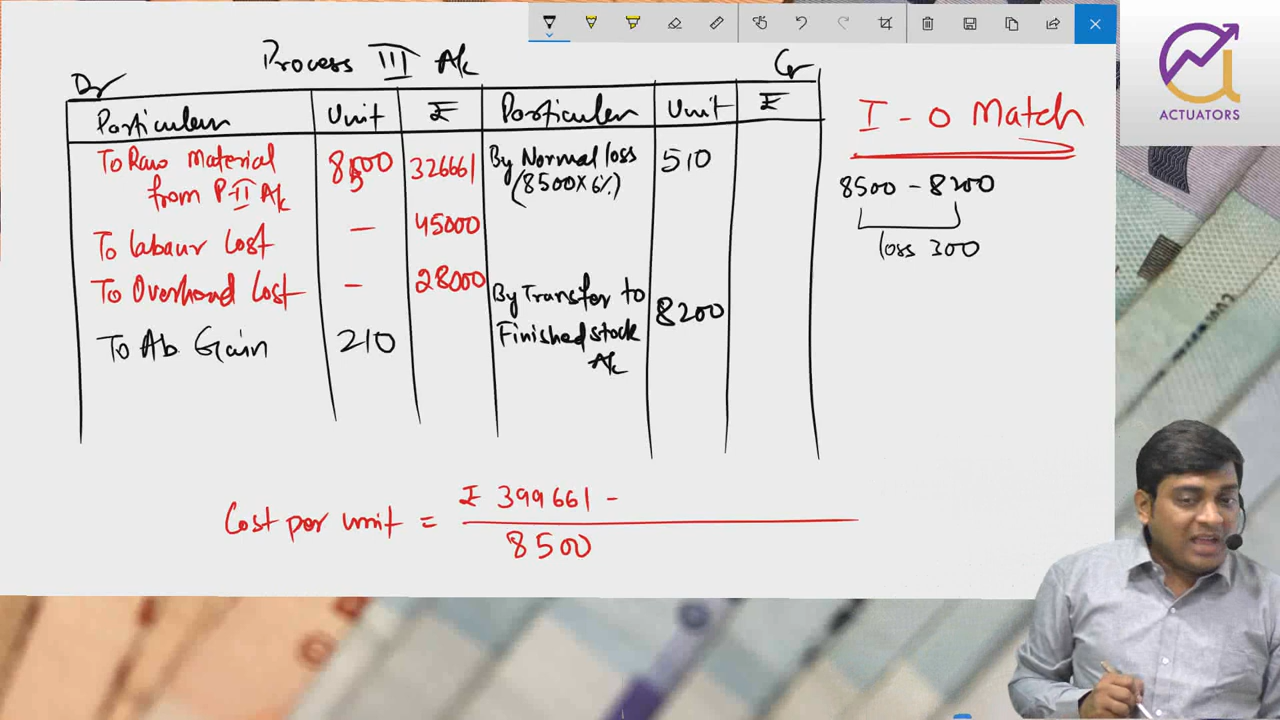 Process III A/c
Dr
Cr
Particulars Unit ₹ Particulars Unit ₹
To Raw Material 8500 326661 By Normal loss 510
from P-II A/c (8500×6%)
To labour Cost — 45000
To Overhead Cost — 28000 By Transfer to 8200
To Ab Gain 210 Finished stock
A/c
Cost per unit = ₹ 399661 -
8500
I - O Match
8500 - 8200
loss 300
ACTUATORS